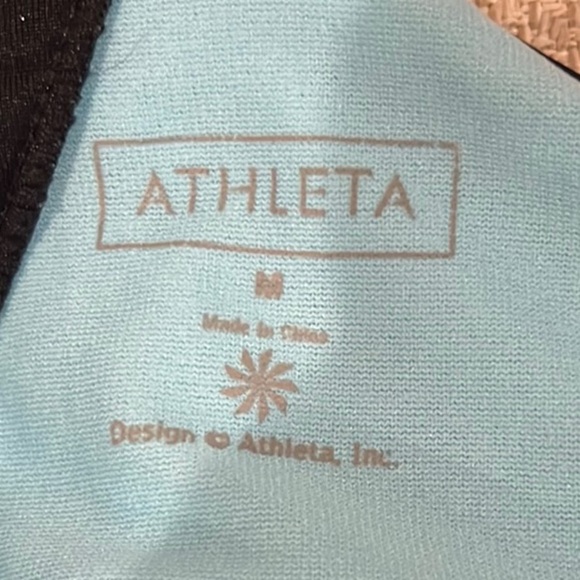 ATHLETA
M
Made in China
Design © Athleta, Inc.